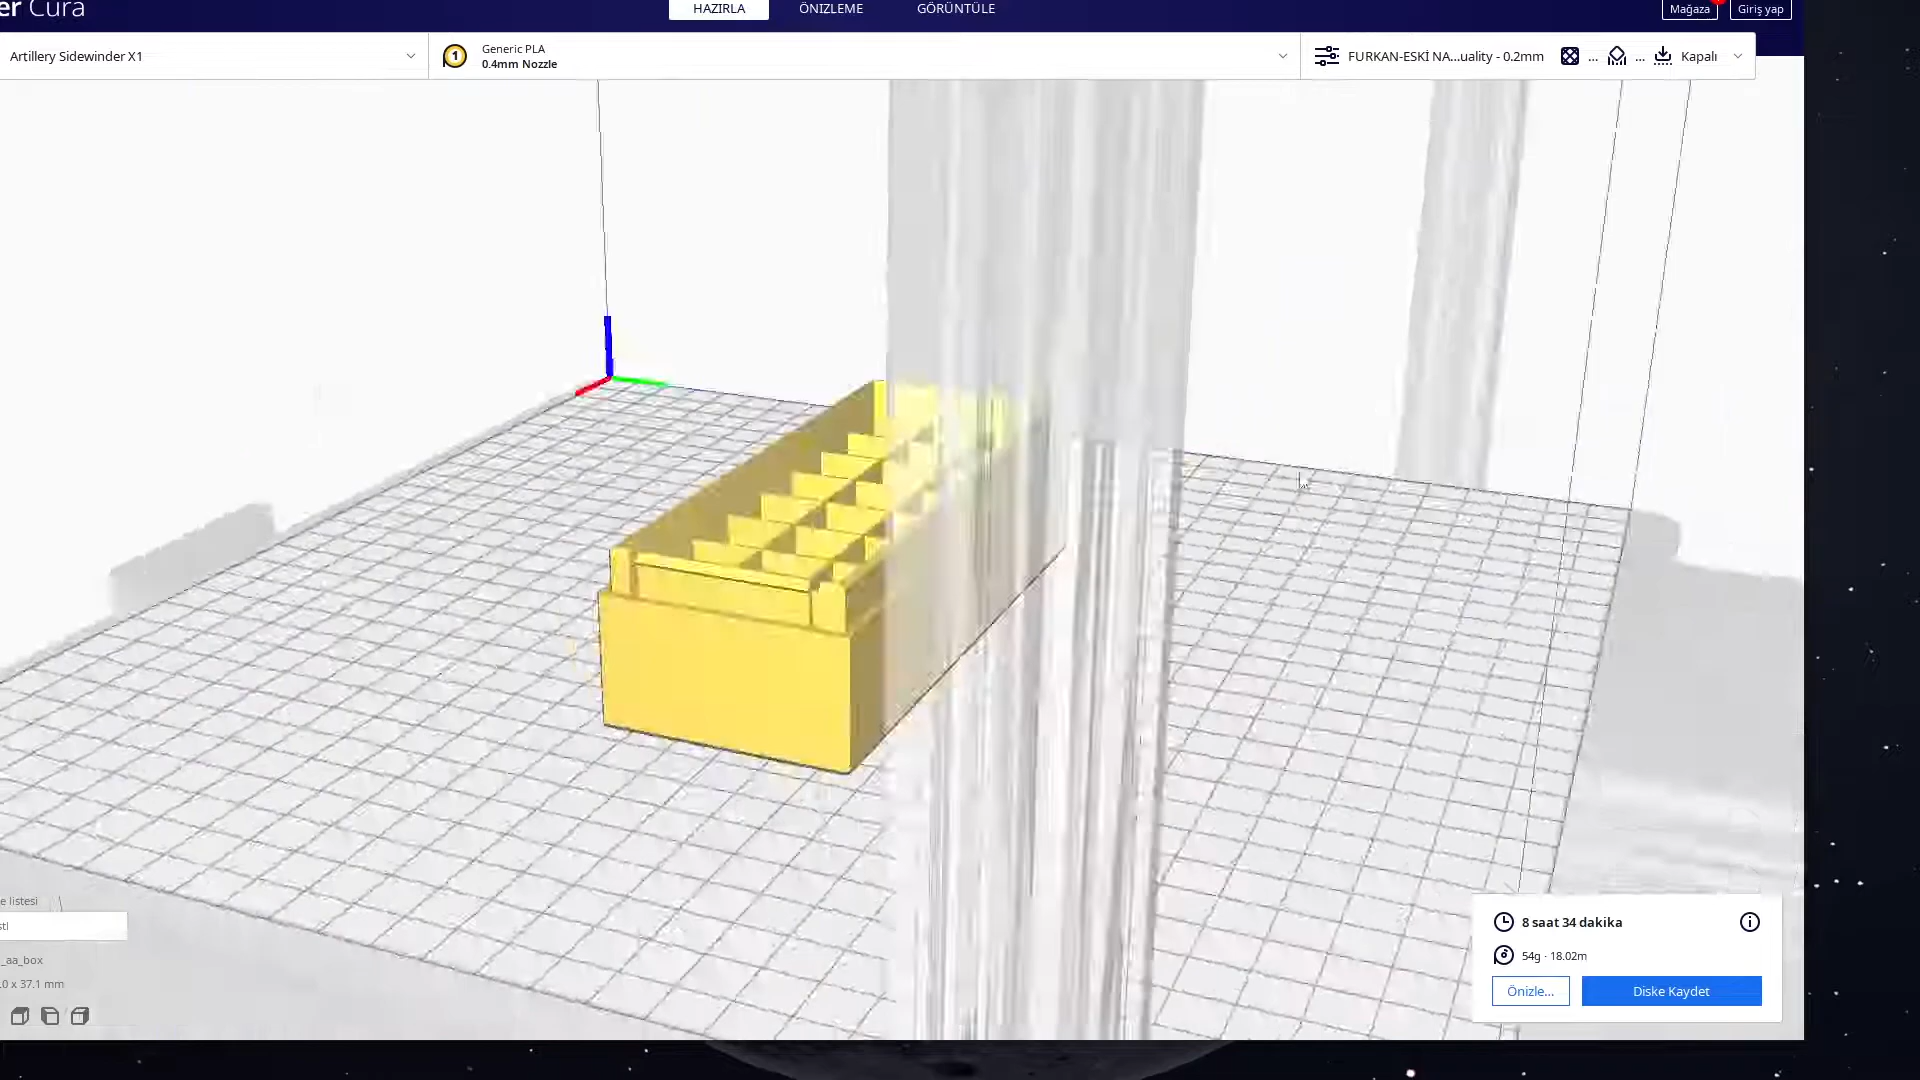 er Cura
HAZIRLA
ÖNİZLEME
GÖRÜNTÜLE
Mağaza
Giriş yap
Artillery Sidewinder X1
1
Generic PLA
0.4mm Nozzle
FURKAN-ESKİ NA...uality - 0.2mm
...
...
Kapalı
e listesi
stl
_aa_box
.0 x 37.1 mm
8 saat 34 dakika
54g · 18.02m
Önizle...
Diske Kaydet